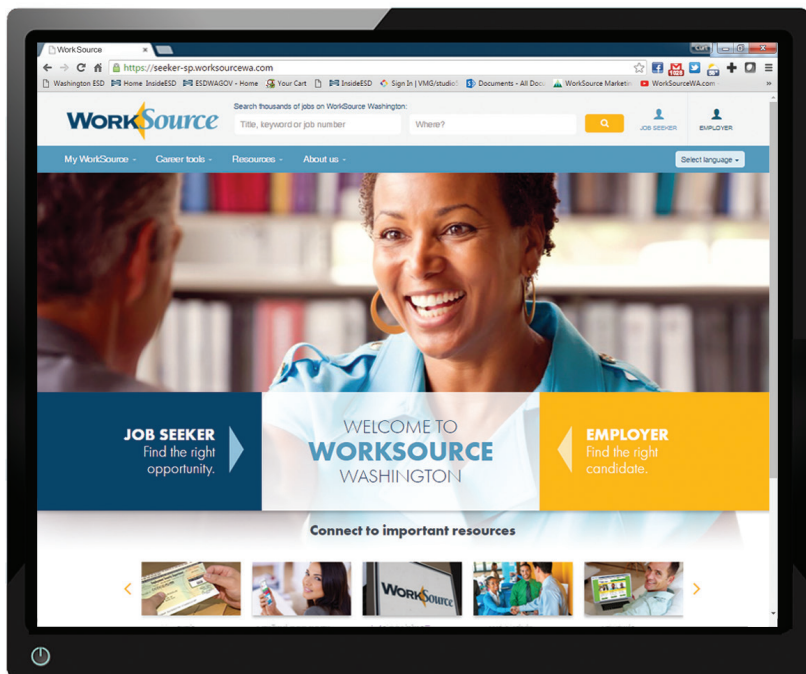 WorkSource
https://seeker-sp.worksourcewa.com
Washington ESD Home InsideESD ESDWAGOV - Home Your Cart InsideESD Sign In | VMG/studio Documents - All Docu WorkSource Marketin WorkSourceWA.com
WORKSource
Search thousands of jobs on WorkSource Washington:
Title, keyword or job number
Where?
JOB SEEKER
EMPLOYER
My WorkSource
Career tools
Resources
About us
Select language
JOB SEEKER
Find the right
opportunity.
WELCOME TO
WORKSOURCE
WASHINGTON
EMPLOYER
Find the right
candidate.
Connect to important resources
WORKSource